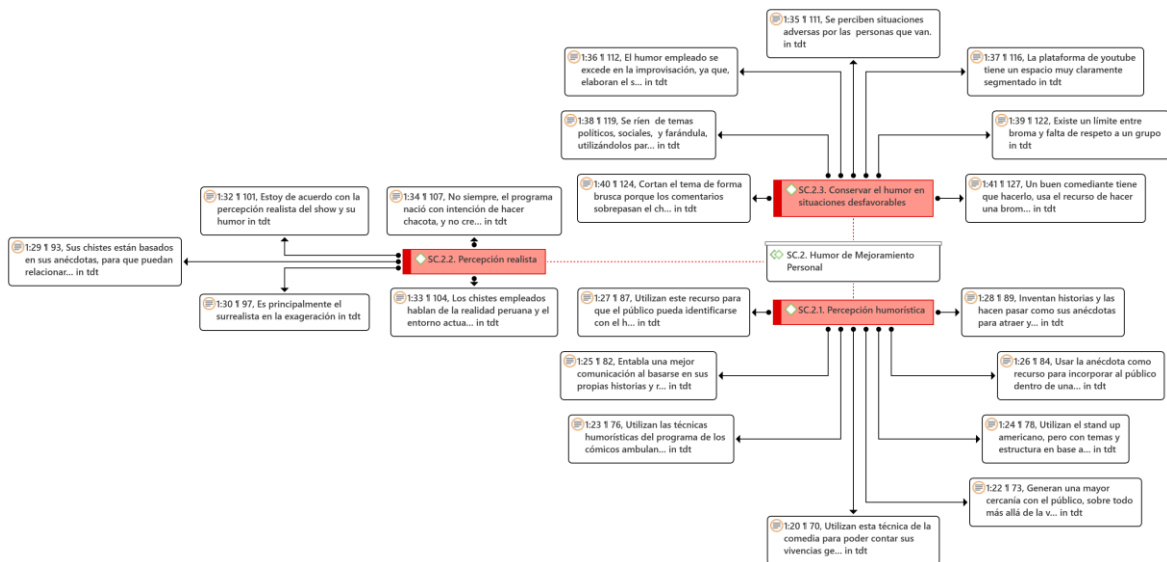 1:35 ¶ 111, Se perciben situaciones
adversas por las personas que van.
in tdt
1:36 ¶ 112, El humor empleado se
excede en la improvisación, ya que,
elaboran el s... in tdt
1:37 ¶ 116, La plataforma de youtube
tiene un espacio muy claramente
segmentado in tdt
1:38 ¶ 119, Se ríen de temas
políticos, sociales, y farándula,
utilizándolos par... in tdt
1:39 ¶ 122, Existe un límite entre
broma y falta de respeto a un grupo
in tdt
1:40 ¶ 124, Cortan el tema de forma
brusca porque los comentarios
sobrepasan el ch... in tdt
SC.2.3. Conservar el humor en
situaciones desfavorables
1:41 ¶ 127, Un buen comediante tiene
que hacerlo, usa el recurso de hacer
una brom... in tdt
1:32 ¶ 101, Estoy de acuerdo con la
percepción realista del show y su
humor in tdt
1:34 ¶ 107, No siempre, el programa
nació con intención de hacer
chacota, y no cre... in tdt
1:29 ¶ 93, Sus chistes están basados
en sus anécdotas, para que puedan
relacionar... in tdt
SC.2.2. Percepción realista
SC.2. Humor de Mejoramiento
Personal
1:30 ¶ 97, Es principalmente el
surrealista en la exageración in tdt
1:33 ¶ 104, Los chistes empleados
hablan de la realidad peruana y el
entorno actua... in tdt
1:27 ¶ 87, Utilizan este recurso para
que el público pueda identificarse
con el h... in tdt
SC.2.1. Percepción humorística
1:28 ¶ 89, Inventan historias y las
hacen pasar como sus anécdotas
para atraer y... in tdt
1:25 ¶ 82, Entabla una mejor
comunicación al basarse en sus
propias historias y r... in tdt
1:26 ¶ 84, Usar la anécdota como
recurso para incorporar al público
dentro de una... in tdt
1:23 ¶ 76, Utilizan las técnicas
humorísticas del programa de los
cómicos ambulan... in tdt
1:24 ¶ 78, Utilizan el stand up
americano, pero con temas y
estructura en base a... in tdt
1:22 ¶ 73, Generan una mayor
cercanía con el público, sobre todo
más allá de la v... in tdt
1:20 ¶ 70, Utilizan esta técnica de la
comedia para poder contar sus
vivencias ge... in tdt